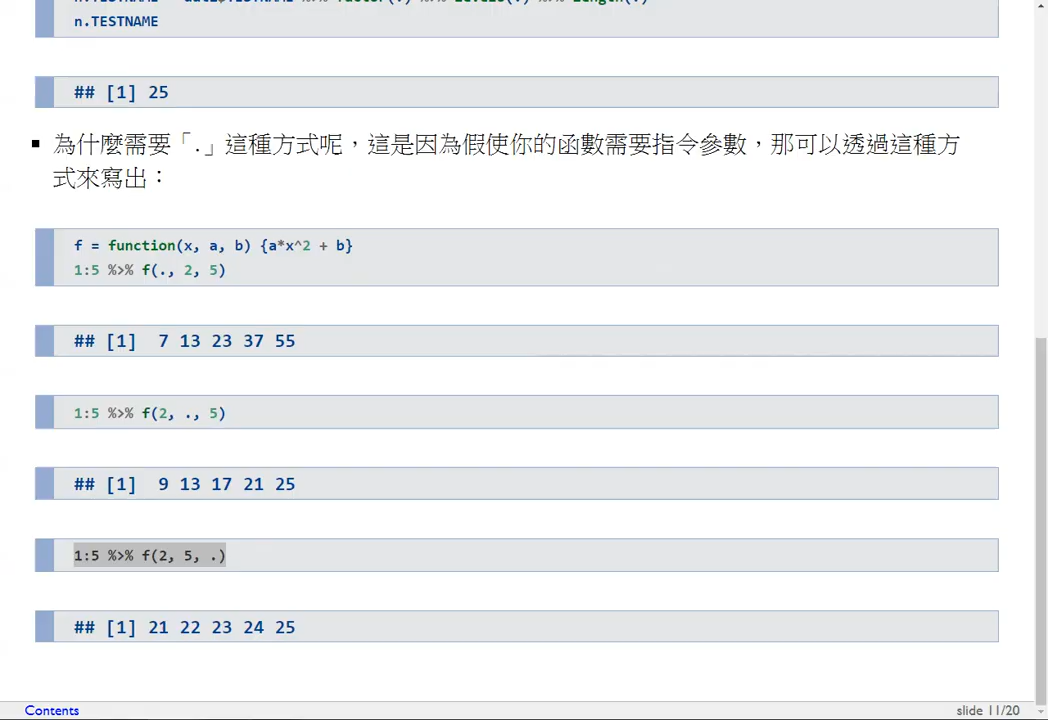 n.TESTNAME
## [1] 25
▪ 為什麼需要「.」這種方式呢，這是因為假使你的函數需要指令參數，那可以透過這種方
式來寫出：
f = function(x, a, b) {a*x^2 + b}
1:5 %>% f(., 2, 5)
## [1]  7 13 23 37 55
1:5 %>% f(2, ., 5)
## [1]  9 13 17 21 25
1:5 %>% f(2, 5, .)
## [1] 21 22 23 24 25
Contents
slide 11/20